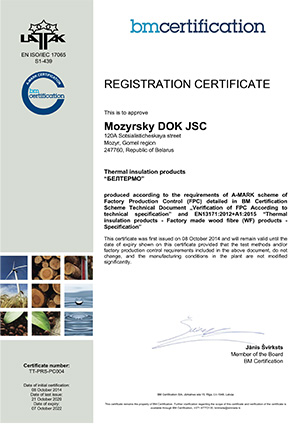 LATAK
EN ISO/IEC 17065
S1-439
A-MARK CERTIFICATION
bm
certification
bmcertification
REGISTRATION CERTIFICATE
This is to approve
Mozyrsky DOK JSC
120A Sotsialisticheskaya street
Mozyr, Gomel region
247760, Republic of Belarus
Thermal insulation products
"БЕЛТЕРМО"
produced according to the requirements of A-MARK scheme of
Factory Production Control (FPC) detailed in BM Certification
Scheme Technical Document „Verification of FPC According to
technical specification" and EN13171:2012+A1:2015 "Thermal
insulation products - Factory made wood fibre (WF) products -
Specification"
This certificate was first issued on 08 October 2014 and will remain valid until the
date of expiry shown on this certificate provided that the test methods and/or
factory production control requirements included in the above document, do not
change, and the manufacturing conditions in the plant are not modified
significantly.
Jānis Švirksts
Member of the Board
BM Certification
Certificate number:
TT-PRS-PC004
Date of initial certification:
08 October 2014
Date of last issue:
21 October 2020
Date of expiry:
07 October 2022